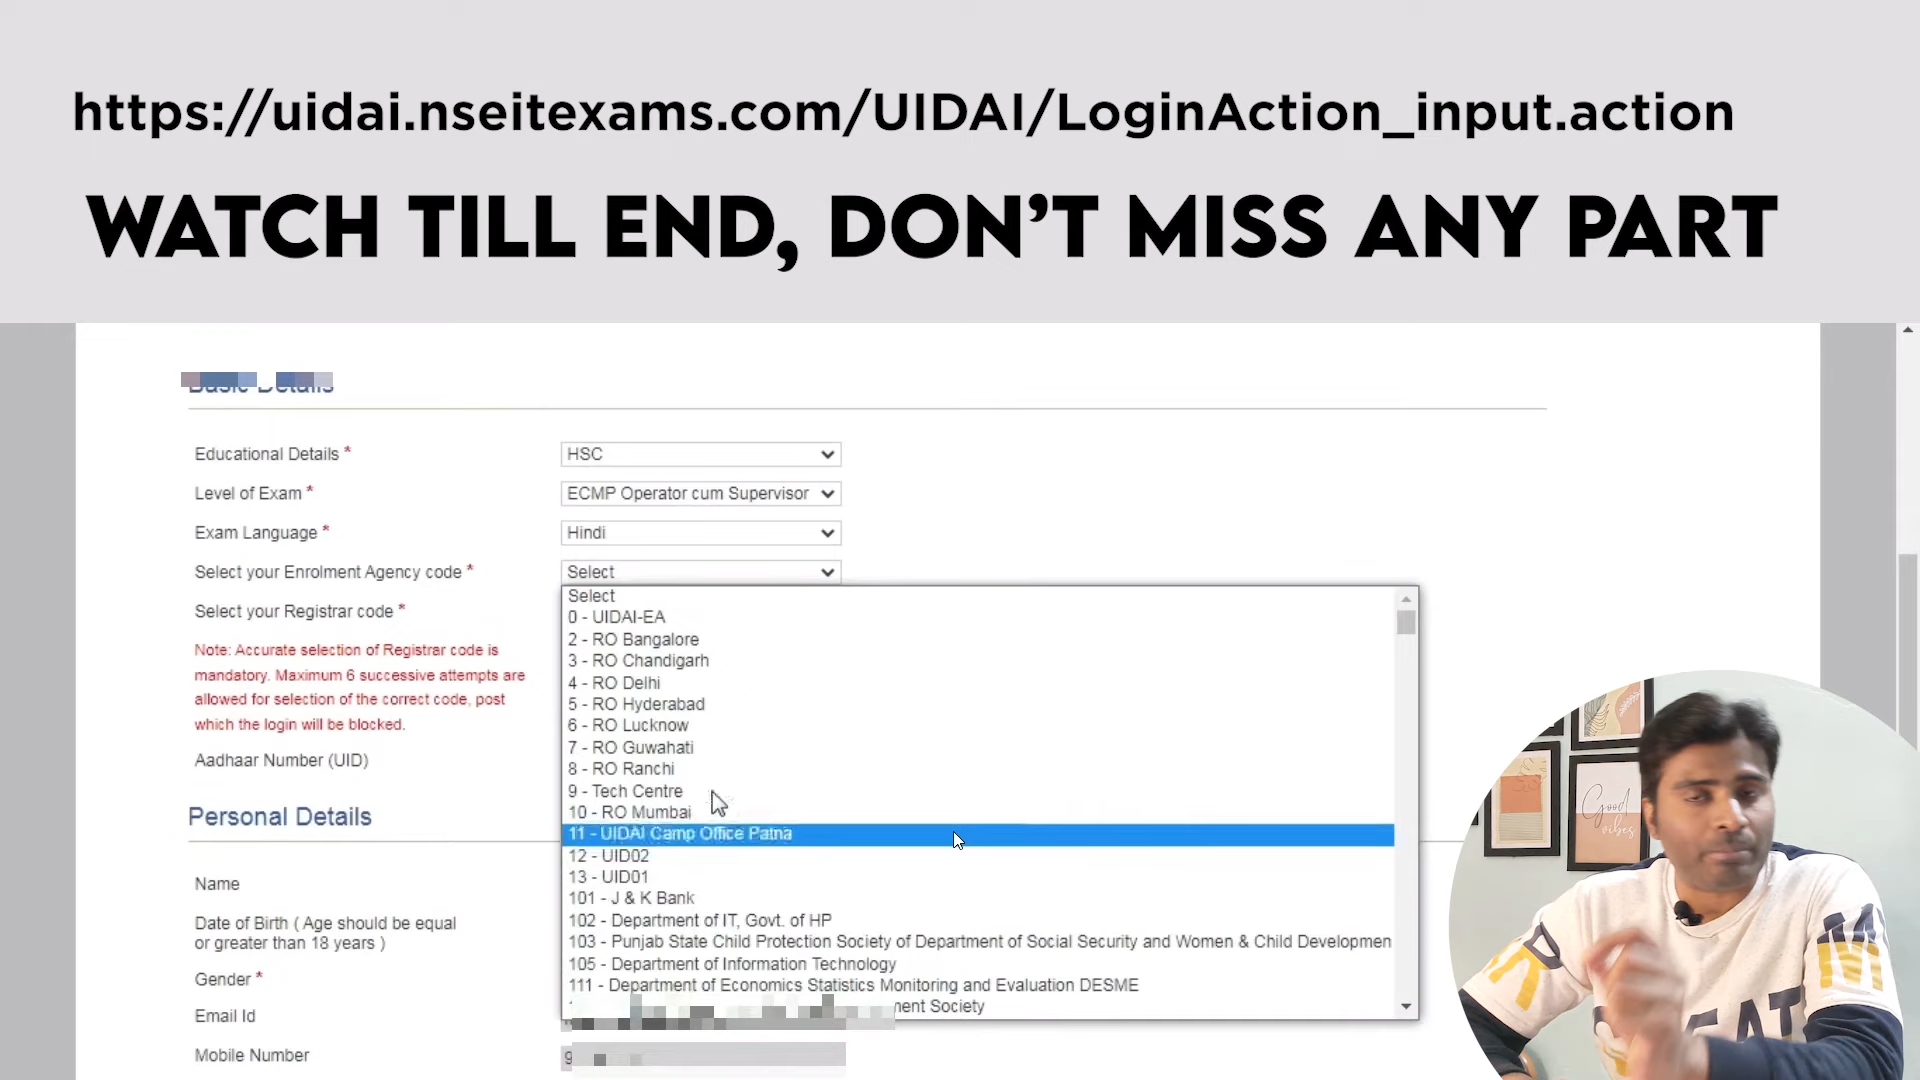 https://uidai.nseitexams.com/UIDAI/LoginAction_input.action
WATCH TILL END, DON'T MISS ANY PART
Basic Details
Educational Details *
HSC
Level of Exam *
ECMP Operator cum Supervisor
Exam Language *
Hindi
Select your Enrolment Agency code *
Select
Select your Registrar code *
Note: Accurate selection of Registrar code is
mandatory. Maximum 6 successive attempts are
allowed for selection of the correct code, post
which the login will be blocked.
Aadhaar Number (UID)
Select
0 - UIDAI-EA
2 - RO Bangalore
3 - RO Chandigarh
4 - RO Delhi
5 - RO Hyderabad
6 - RO Lucknow
7 - RO Guwahati
8 - RO Ranchi
9 - Tech Centre
10 - RO Mumbai
11 - UIDAI Camp Office Patna
12 - UID02
13 - UID01
101 - J & K Bank
102 - Department of IT, Govt. of HP
103 - Punjab State Child Protection Society of Department of Social Security and Women & Child Developmen
105 - Department of Information Technology
111 - Department of Economics Statistics Monitoring and Evaluation DESME
ment Society
Personal Details
Name
Date of Birth ( Age should be equal
or greater than 18 years )
Gender *
Email Id
Mobile Number
9
Good
vibes